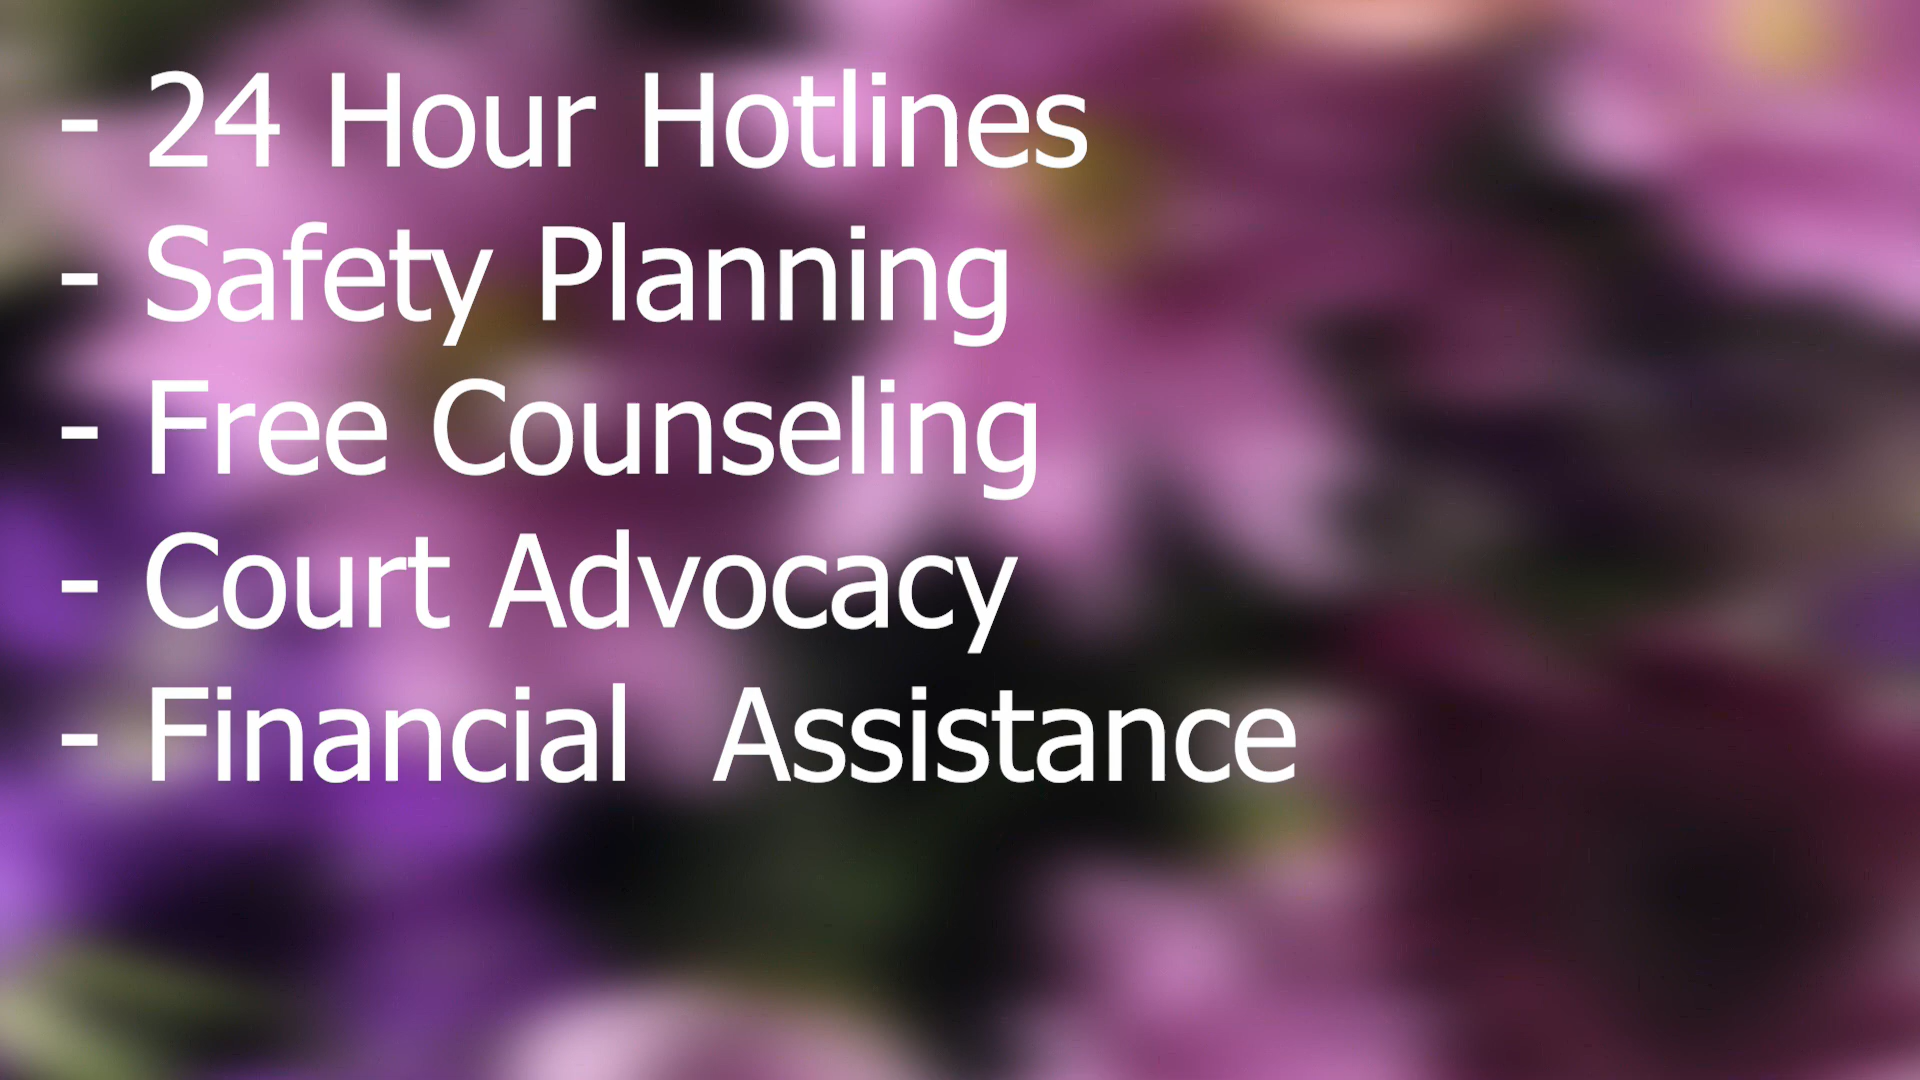 - 24 Hour Hotlines
- Safety Planning
- Free Counseling
- Court Advocacy
- Financial  Assistance